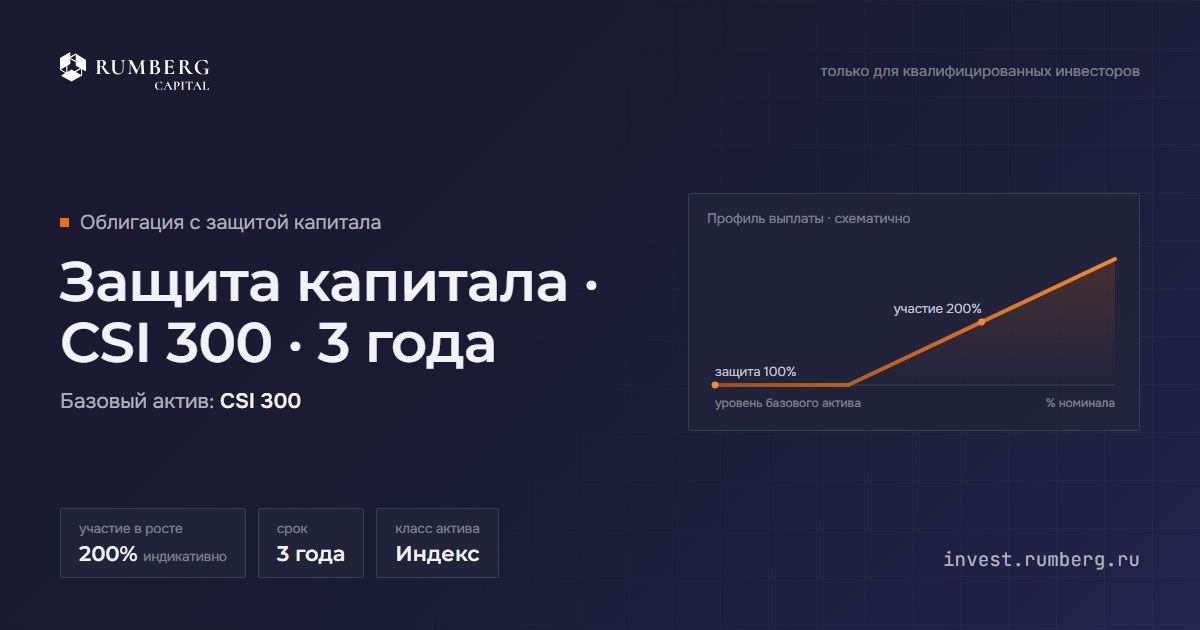 RUMBERG
CAPITAL
только для квалифицированных инвесторов
Облигация с защитой капитала
Защита капитала ·
CSI 300 · 3 года
Базовый актив: CSI 300
Профиль выплаты · схематично
участие 200%
защита 100%
уровень базового актива
% номинала
участие в росте
200% индикативно
срок
3 года
класс актива
Индекс
invest.rumberg.ru